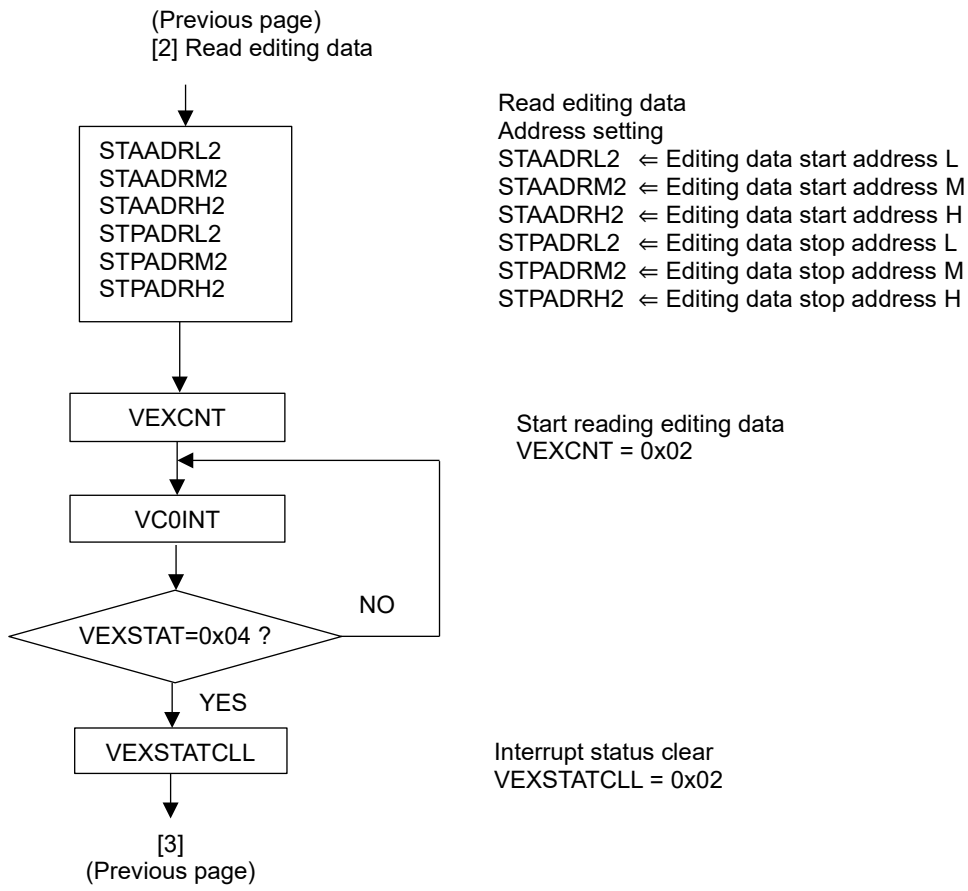 (Previous page)
[2] Read editing data
STAADRL2
STAADRM2
STAADRH2
STPADRL2
STPADRM2
STPADRH2
Read editing data
Address setting
STAADRL2 ⇐ Editing data start address L
STAADRM2 ⇐ Editing data start address M
STAADRH2 ⇐ Editing data start address H
STPADRL2 ⇐ Editing data stop address L
STPADRM2 ⇐ Editing data stop address M
STPADRH2 ⇐ Editing data stop address H
VEXCNT
Start reading editing data
VEXCNT = 0x02
VC0INT
VEXSTAT=0x04 ?
NO
YES
VEXSTATCLL
Interrupt status clear
VEXSTATCLL = 0x02
[3]
(Previous page)